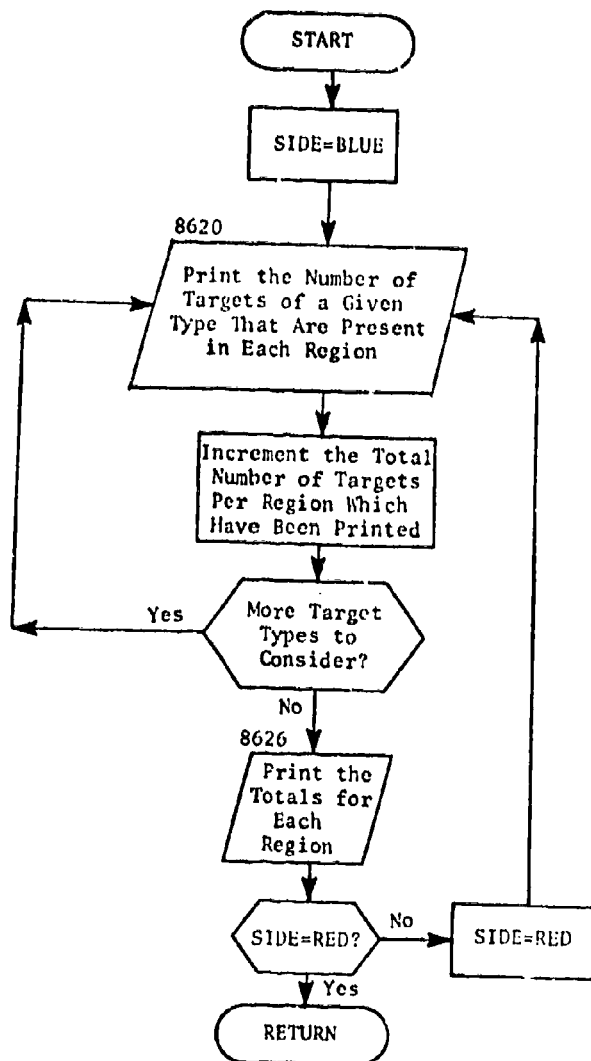 START
SIDE=BLUE
8620
Print the Number of
Targets of a Given
Type That Are Present
in Each Region
Increment the Total
Number of Targets
Per Region Which
Have Been Printed
Yes
More Target
Types to
Consider?
No
8626
Print the
Totals for
Each
Region
SIDE=RED?
No
SIDE=RED
Yes
RETURN